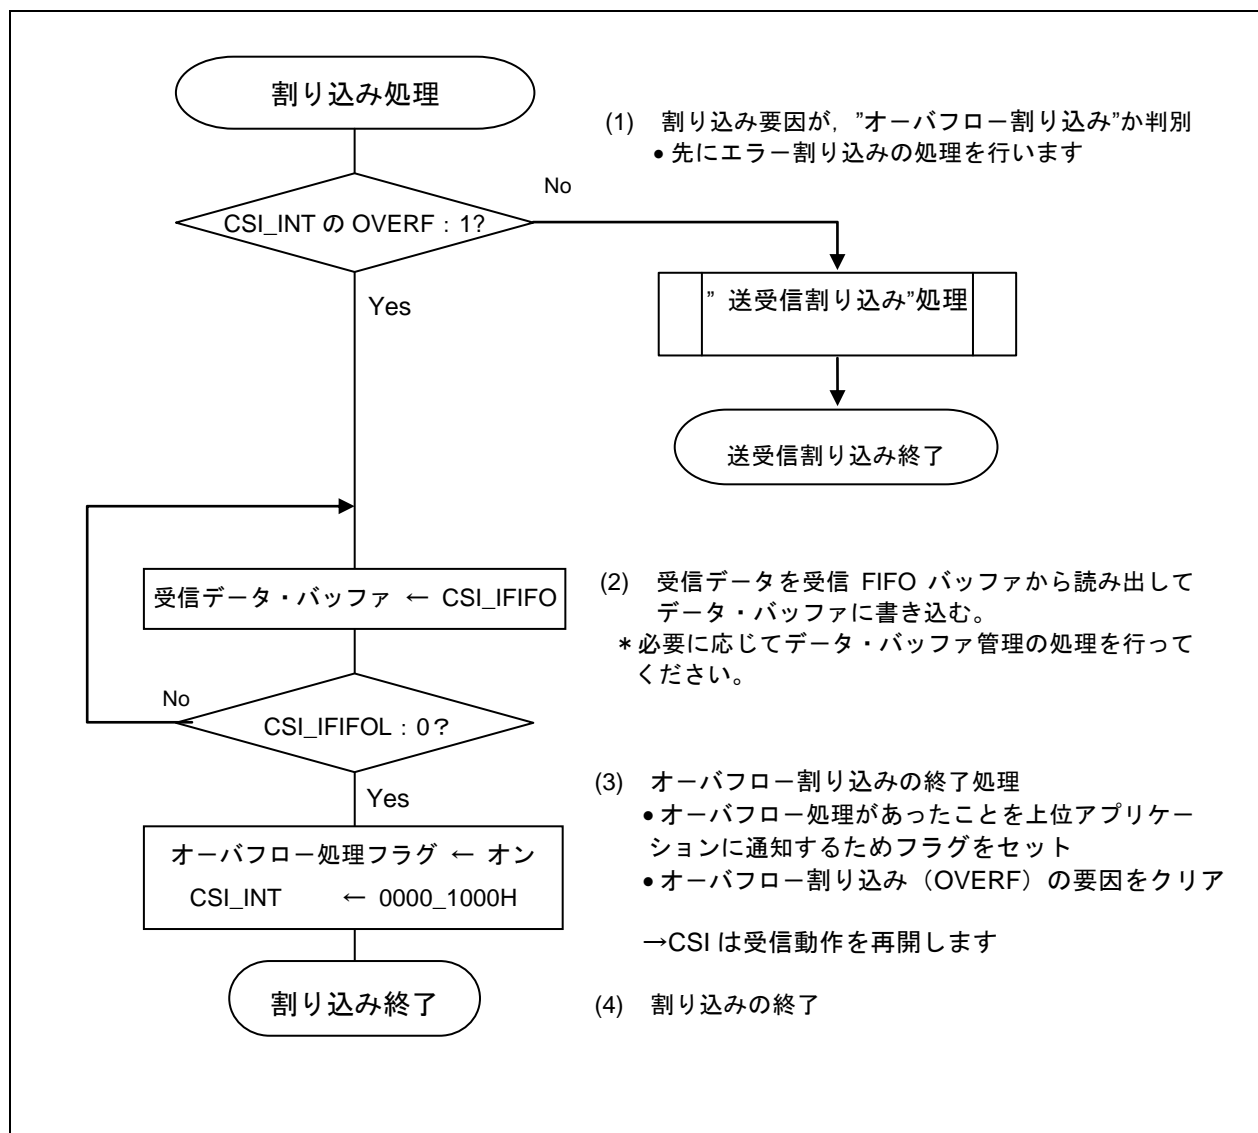 割り込み処理
(1) 割り込み要因が，”オーバフロー割り込み”か判別
• 先にエラー割り込みの処理を行います
No
CSI_INT の OVERF：1?
Yes
” 送受信割り込み”処理
送受信割り込み終了
受信データ・バッファ ← CSI_IFIFO
(2) 受信データを受信 FIFO バッファから読み出して
データ・バッファに書き込む。
＊必要に応じてデータ・バッファ管理の処理を行って
ください。
No
CSI_IFIFOL：0？
Yes
(3) オーバフロー割り込みの終了処理
• オーバフロー処理があったことを上位アプリケー
ションに通知するためフラグをセット
• オーバフロー割り込み（OVERF）の要因をクリア
→CSI は受信動作を再開します
オーバフロー処理フラグ ← オン
CSI_INT ← 0000_1000H
割り込み終了
(4) 割り込みの終了